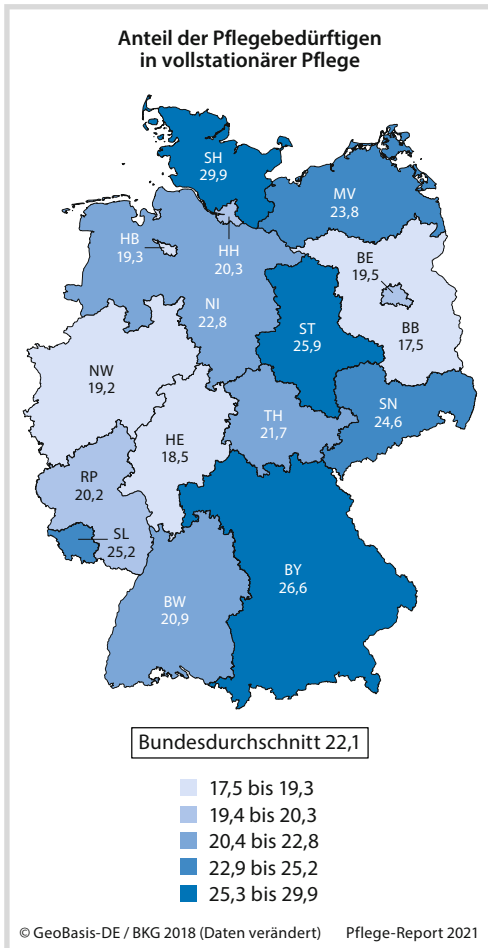 Anteil der Pflegebedürftigen
in vollstationärer Pflege
SH
29,9
MV
23,8
HB
19,3
HH
20,3
BE
19,5
NI
22,8
ST
25,9
BB
17,5
NW
19,2
SN
24,6
TH
21,7
HE
18,5
RP
20,2
SL
25,2
BY
26,6
BW
20,9
Bundesdurchschnitt 22,1
17,5 bis 19,3
19,4 bis 20,3
20,4 bis 22,8
22,9 bis 25,2
25,3 bis 29,9
© GeoBasis-DE / BKG 2018 (Daten verändert) Pflege-Report 2021